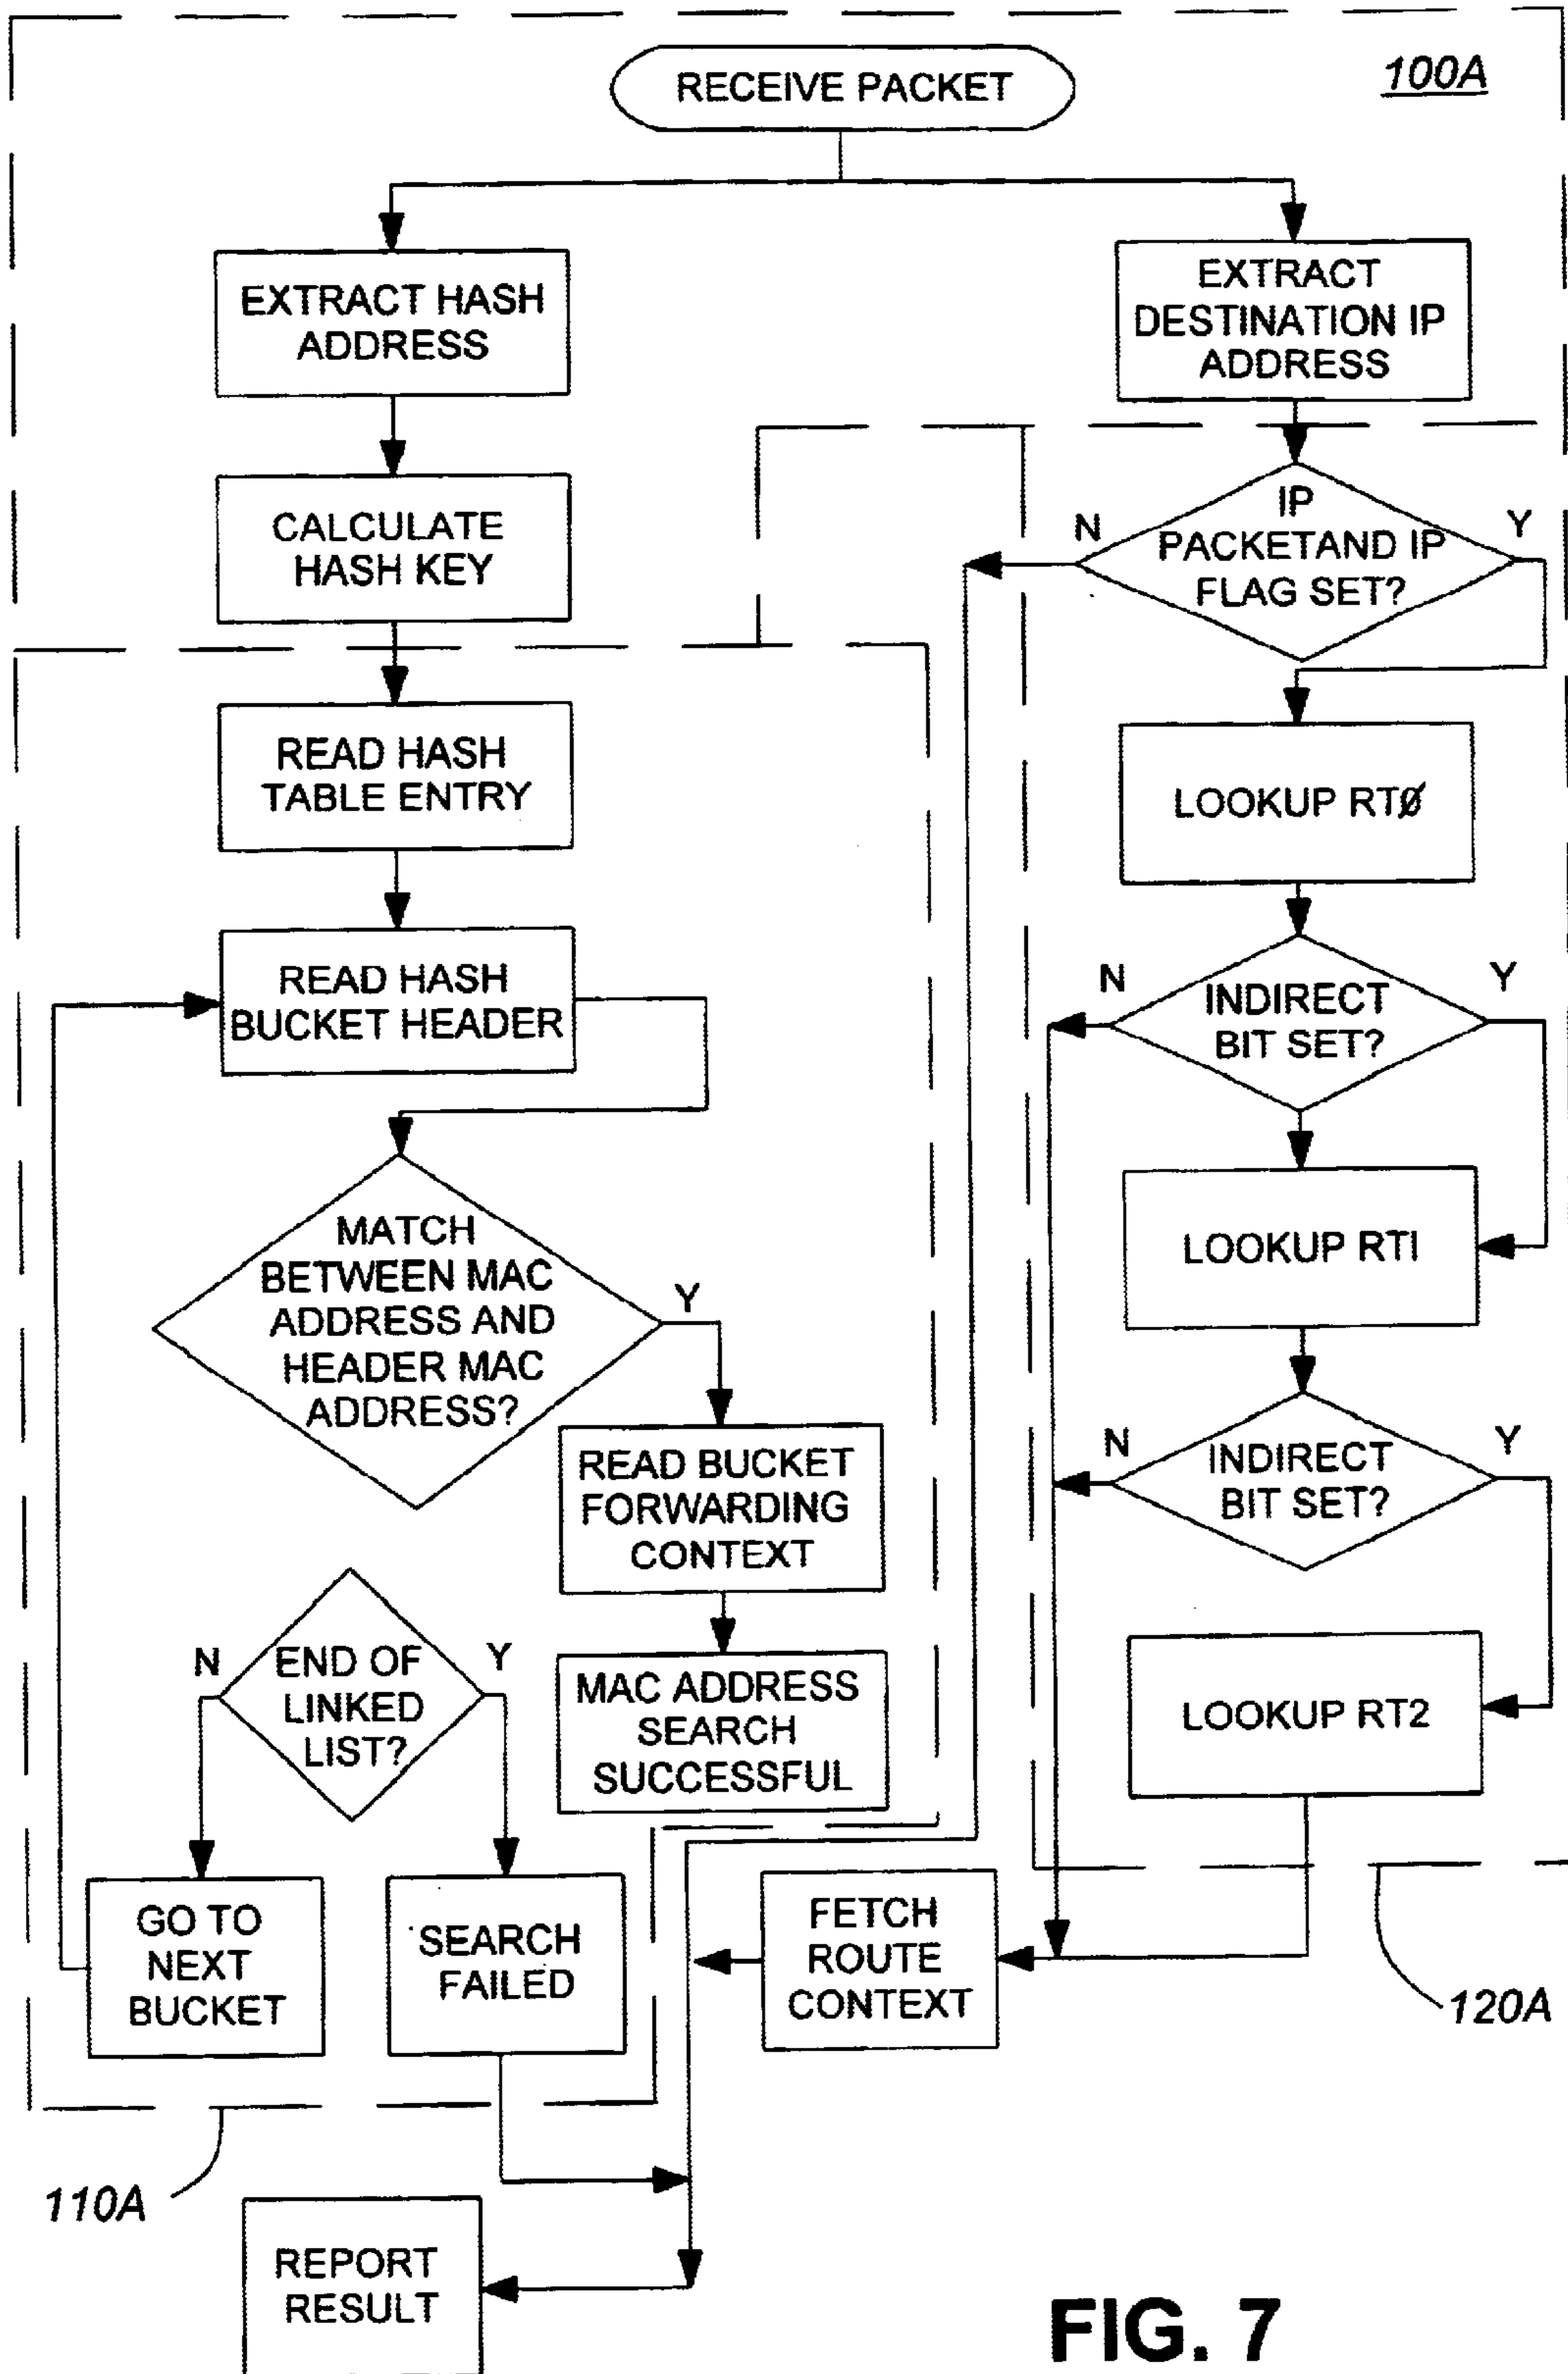 100A
RECEIVE PACKET
EXTRACT HASH
ADDRESS
CALCULATE
HASH KEY
READ HASH
TABLE ENTRY
READ HASH
BUCKET HEADER
MATCH
BETWEEN MAC
ADDRESS AND
HEADER MAC
ADDRESS?
Y
READ BUCKET
FORWARDING
CONTEXT
MAC ADDRESS
SEARCH
SUCCESSFUL
N
END OF
LINKED
LIST?
Y
GO TO
NEXT
BUCKET
SEARCH
FAILED
110A
REPORT
RESULT
EXTRACT
DESTINATION IP
ADDRESS
N
IP
PACKETAND IP
FLAG SET?
Y
LOOKUP RTØ
N
INDIRECT
BIT SET?
Y
LOOKUP RT1
N
INDIRECT
BIT SET?
Y
LOOKUP RT2
FETCH
ROUTE
CONTEXT
120A
FIG. 7